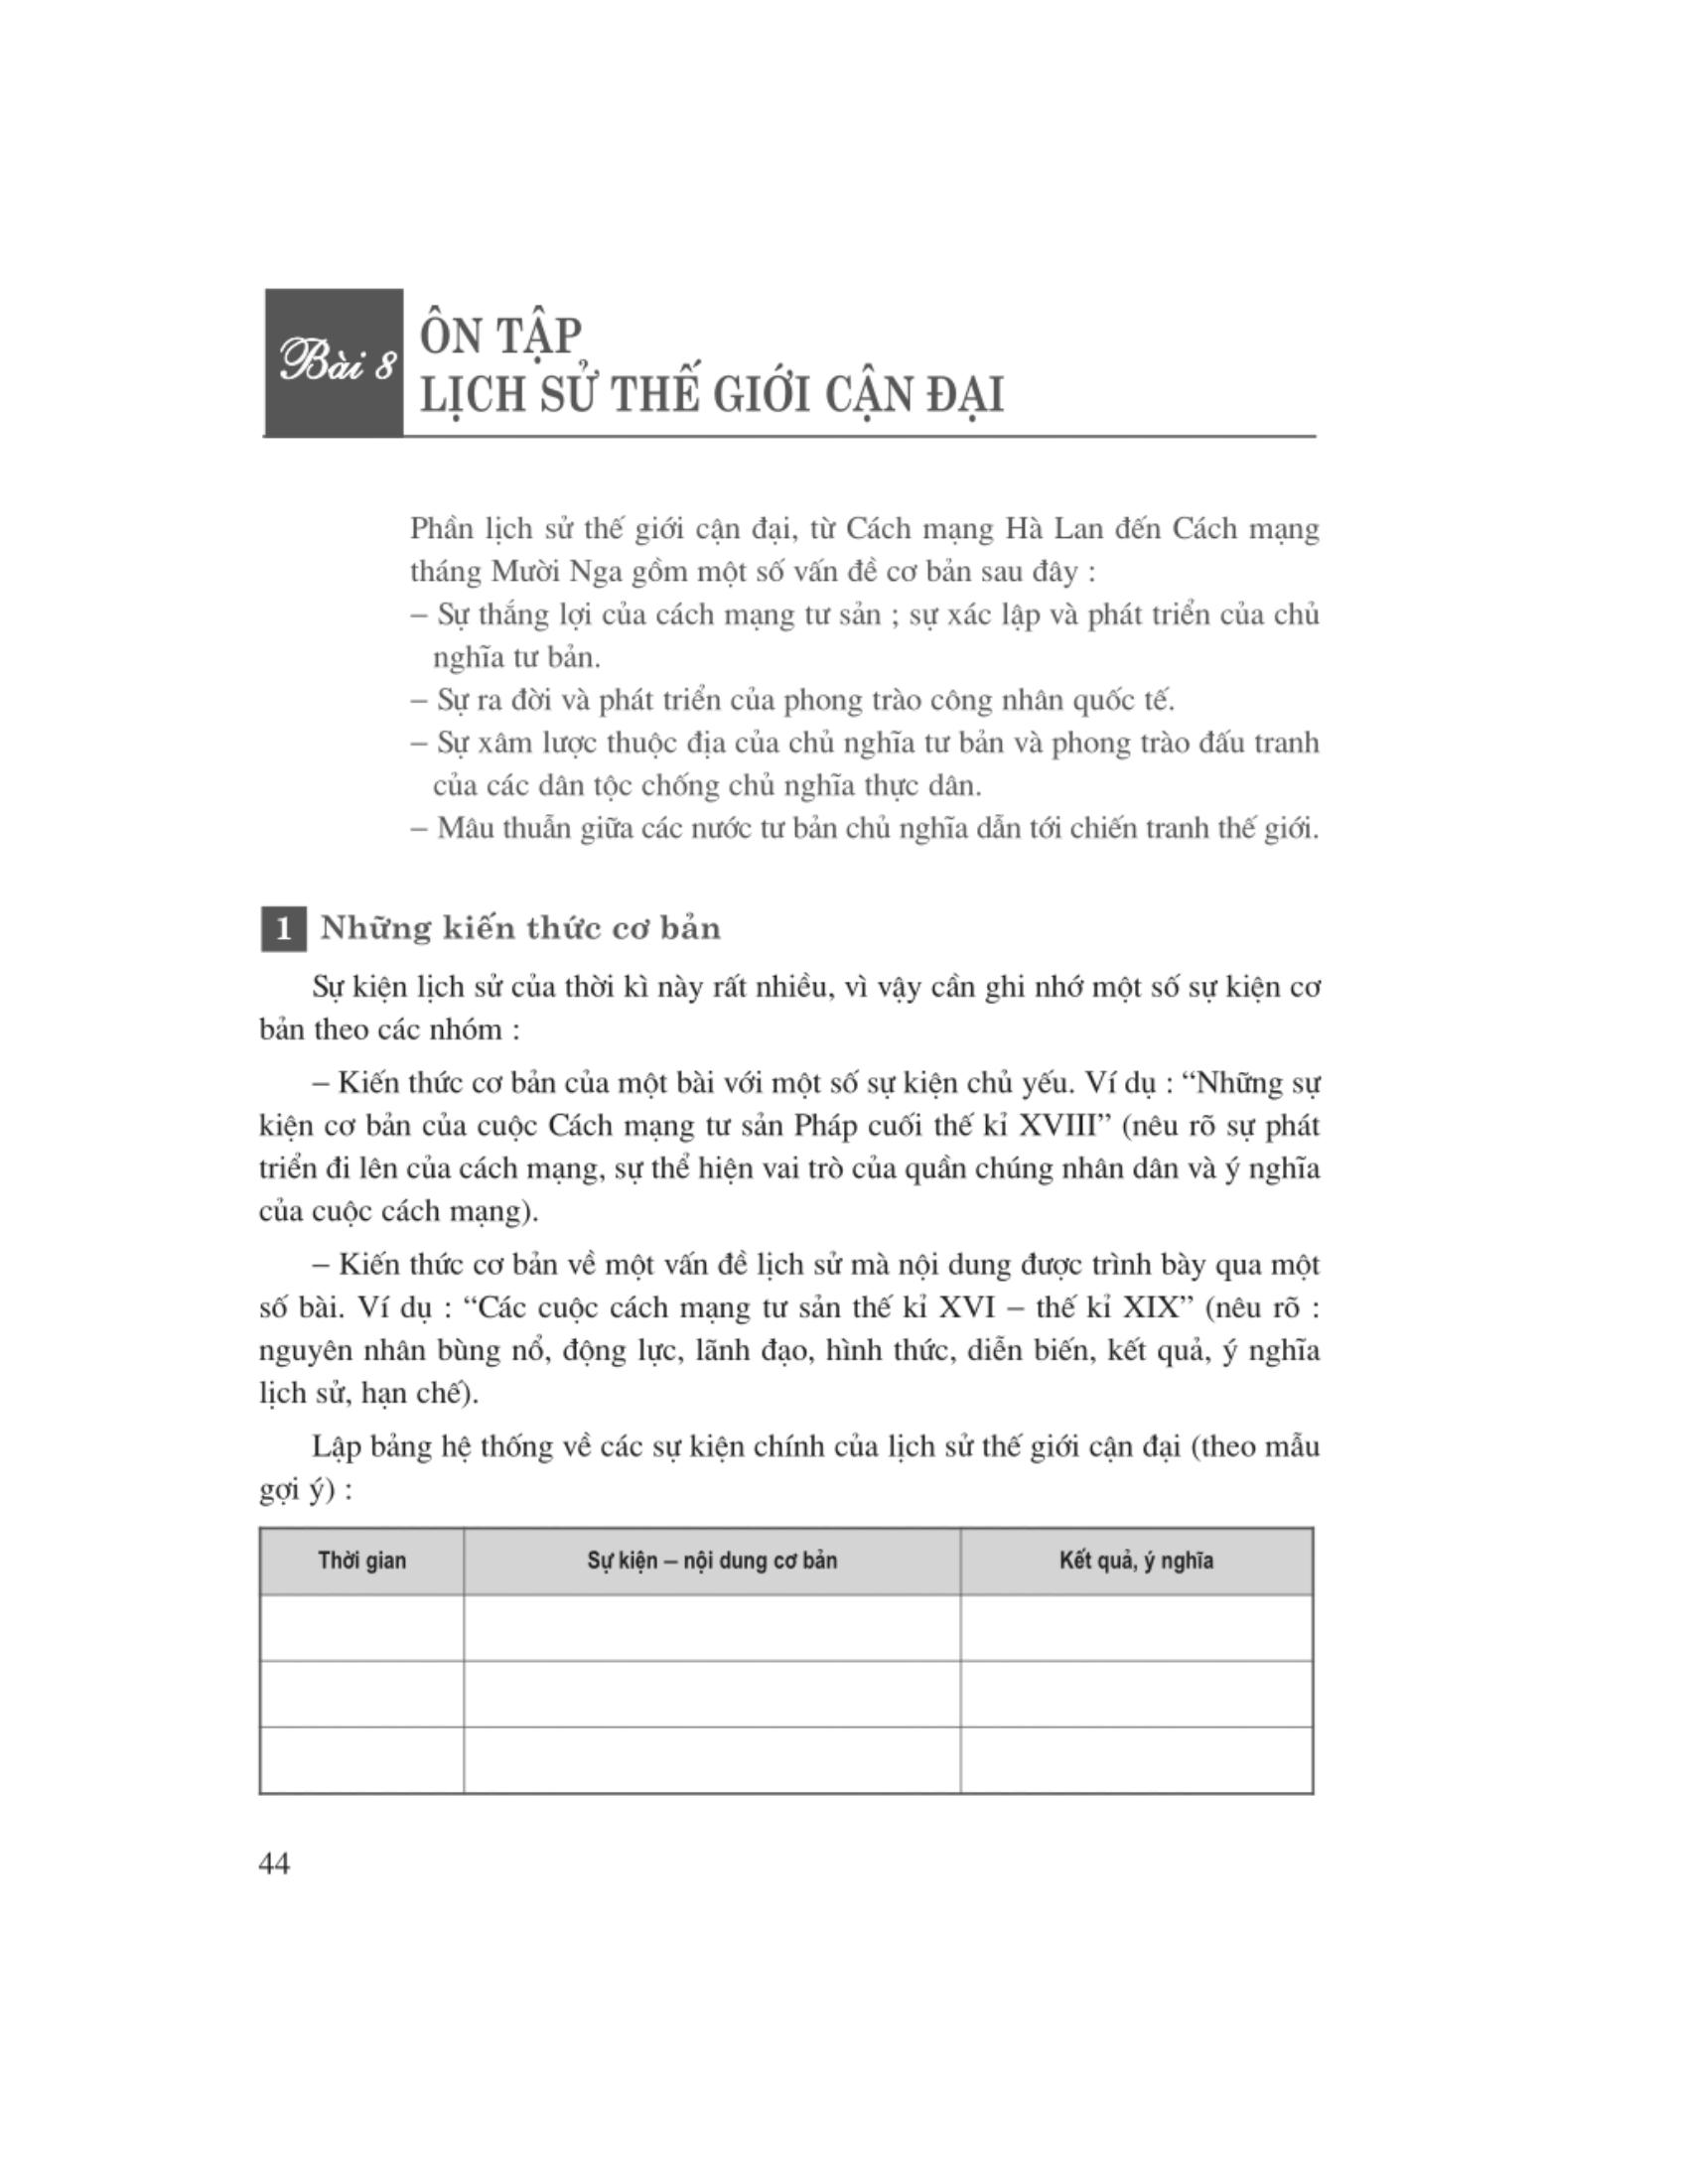 Bài 8
ÔN TẬP
LỊCH SỬ THẾ GIỚI CẬN ĐẠI
Phần lịch sử thế giới cận đại, từ Cách mạng Hà Lan đến Cách mạng
tháng Mười Nga gồm một số vấn đề cơ bản sau đây :
– Sự thắng lợi của cách mạng tư sản ; sự xác lập và phát triển của chủ
nghĩa tư bản.
– Sự ra đời và phát triển của phong trào công nhân quốc tế.
– Sự xâm lược thuộc địa của chủ nghĩa tư bản và phong trào đấu tranh
của các dân tộc chống chủ nghĩa thực dân.
– Mâu thuẫn giữa các nước tư bản chủ nghĩa dẫn tới chiến tranh thế giới.
1 Những kiến thức cơ bản
Sự kiện lịch sử của thời kì này rất nhiều, vì vậy cần ghi nhớ một số sự kiện cơ
bản theo các nhóm :
– Kiến thức cơ bản của một bài với một số sự kiện chủ yếu. Ví dụ : “Những sự
kiện cơ bản của cuộc Cách mạng tư sản Pháp cuối thế kỉ XVIII” (nêu rõ sự phát
triển đi lên của cách mạng, sự thể hiện vai trò của quần chúng nhân dân và ý nghĩa
của cuộc cách mạng).
– Kiến thức cơ bản về một vấn đề lịch sử mà nội dung được trình bày qua một
số bài. Ví dụ : “Các cuộc cách mạng tư sản thế kỉ XVI – thế kỉ XIX” (nêu rõ :
nguyên nhân bùng nổ, động lực, lãnh đạo, hình thức, diễn biến, kết quả, ý nghĩa
lịch sử, hạn chế).
Lập bảng hệ thống về các sự kiện chính của lịch sử thế giới cận đại (theo mẫu
gợi ý) :
Thời gian
Sự kiện – nội dung cơ bản
Kết quả, ý nghĩa
44